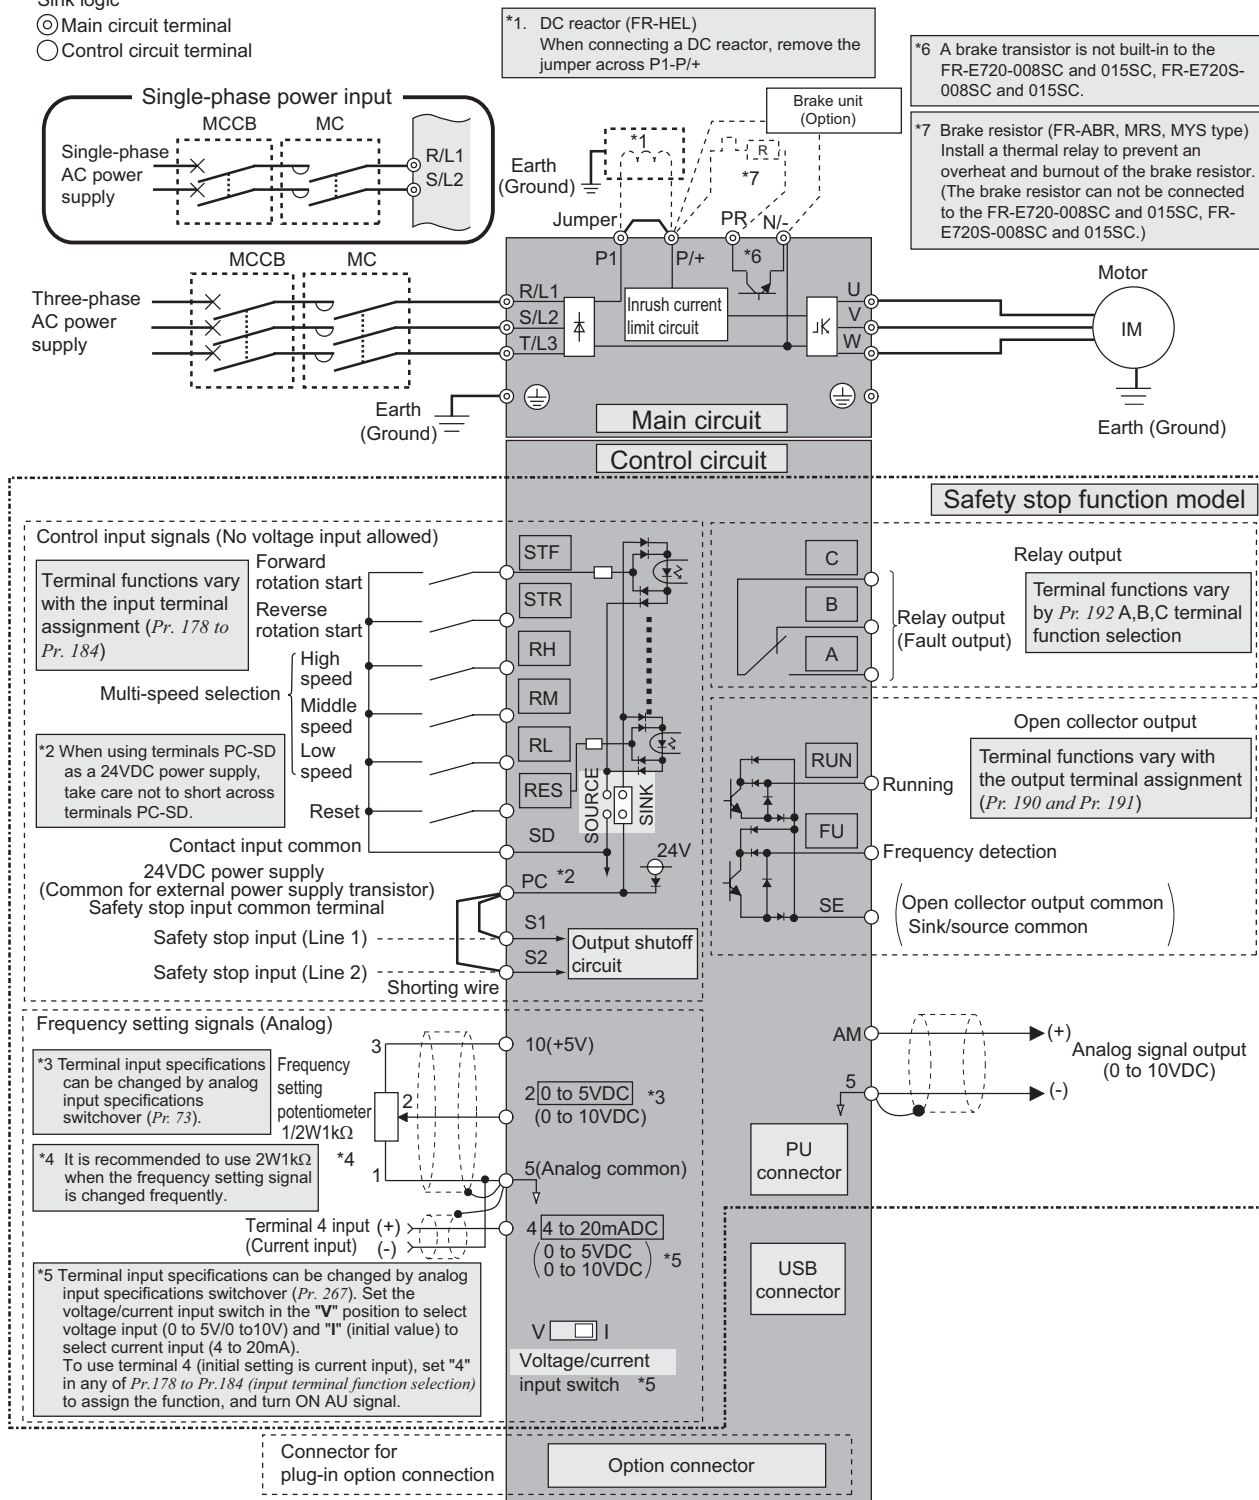 Sink logic
Main circuit terminal
Control circuit terminal
*1. DC reactor (FR-HEL)
When connecting a DC reactor, remove the
jumper across P1-P/+
*6 A brake transistor is not built-in to the
FR-E720-008SC and 015SC, FR-E720S-
008SC and 015SC.
*7 Brake resistor (FR-ABR, MRS, MYS type)
Install a thermal relay to prevent an
overheat and burnout of the brake resistor.
(The brake resistor can not be connected
to the FR-E720-008SC and 015SC, FR-
E720S-008SC and 015SC.)
Single-phase power input
MCCB MC
Single-phase
AC power
supply
R/L1
S/L2
Brake unit
(Option)
*1
R
*7
Earth
(Ground)
Jumper
PR
N/-
P1
P/+
*6
MCCB MC
Three-phase
AC power
supply
R/L1
S/L2
T/L3
Inrush current
limit circuit
U
V
W
Motor
IM
Earth
(Ground)
Earth (Ground)
Main circuit
Control circuit
Safety stop function model
Control input signals (No voltage input allowed)
Terminal functions vary
with the input terminal
assignment (Pr. 178 to
Pr. 184)
Forward
rotation start
Reverse
rotation start
Multi-speed selection
High
speed
Middle
speed
Low
speed
*2 When using terminals PC-SD
as a 24VDC power supply,
take care not to short across
terminals PC-SD.
Reset
Contact input common
24VDC power supply
(Common for external power supply transistor)
Safety stop input common terminal
Safety stop input (Line 1)
Safety stop input (Line 2)
Shorting wire
STF
STR
RH
RM
RL
RES
SD
PC *2
S1
S2
SOURCE
SINK
24V
Output shutoff
circuit
C
B
A
Relay output
Relay output
(Fault output)
Terminal functions vary
by Pr. 192 A,B,C terminal
function selection
Open collector output
RUN
Running
Terminal functions vary with
the output terminal assignment
(Pr. 190 and Pr. 191)
FU
Frequency detection
SE
(Open collector output common
Sink/source common)
Frequency setting signals (Analog)
*3 Terminal input specifications
can be changed by analog
input specifications
switchover (Pr. 73).
Frequency
setting
potentiometer
1/2W1kΩ
*4
3
2
1
*4 It is recommended to use 2W1kΩ
when the frequency setting signal
is changed frequently.
10(+5V)
2 0 to 5VDC *3
(0 to 10VDC)
5(Analog common)
Terminal 4 input (+)
(Current input) (-)
4 4 to 20mADC
(0 to 5VDC
0 to 10VDC) *5
*5 Terminal input specifications can be changed by analog
input specifications switchover (Pr. 267). Set the
voltage/current input switch in the "V" position to select
voltage input (0 to 5V/0 to10V) and "I" (initial value) to
select current input (4 to 20mA).
To use terminal 4 (initial setting is current input), set "4"
in any of Pr.178 to Pr.184 (input terminal function selection)
to assign the function, and turn ON AU signal.
V I
Voltage/current
input switch *5
AM
(+)
Analog signal output
(0 to 10VDC)
5
(-)
PU
connector
USB
connector
Connector for
plug-in option connection
Option connector